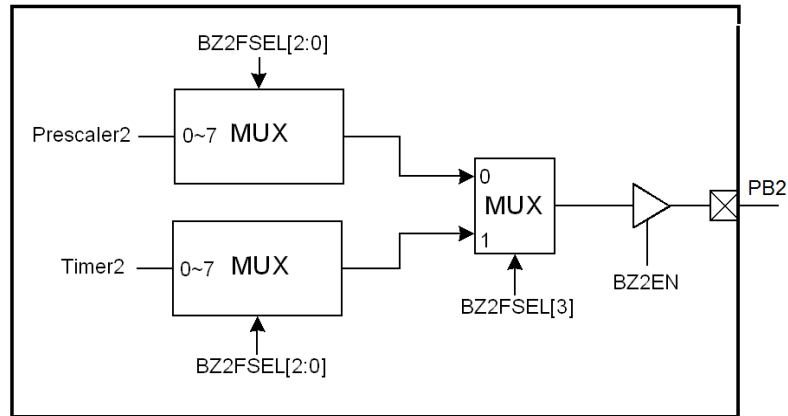 BZ2FSEL[2:0]
Prescaler2
0~7 MUX
0
MUX
1
PB2
Timer2
0~7 MUX
BZ2EN
BZ2FSEL[3]
BZ2FSEL[2:0]